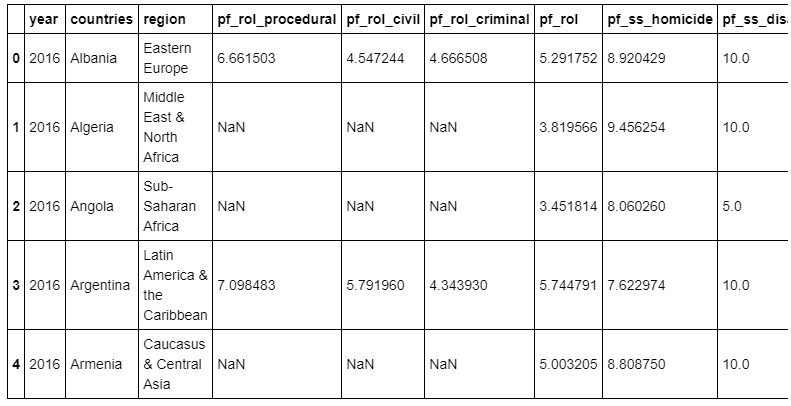 year countries region pf_rol_procedural pf_rol_civil pf_rol_criminal pf_rol pf_ss_homicide pf_ss_disa
0 2016 Albania Eastern Europe 6.661503 4.547244 4.666508 5.291752 8.920429 10.0
1 2016 Algeria Middle East & North Africa NaN NaN NaN 3.819566 9.456254 10.0
2 2016 Angola Sub-Saharan Africa NaN NaN NaN 3.451814 8.060260 5.0
3 2016 Argentina Latin America & the Caribbean 7.098483 5.791960 4.343930 5.744791 7.622974 10.0
4 2016 Armenia Caucasus & Central Asia NaN NaN NaN 5.003205 8.808750 10.0